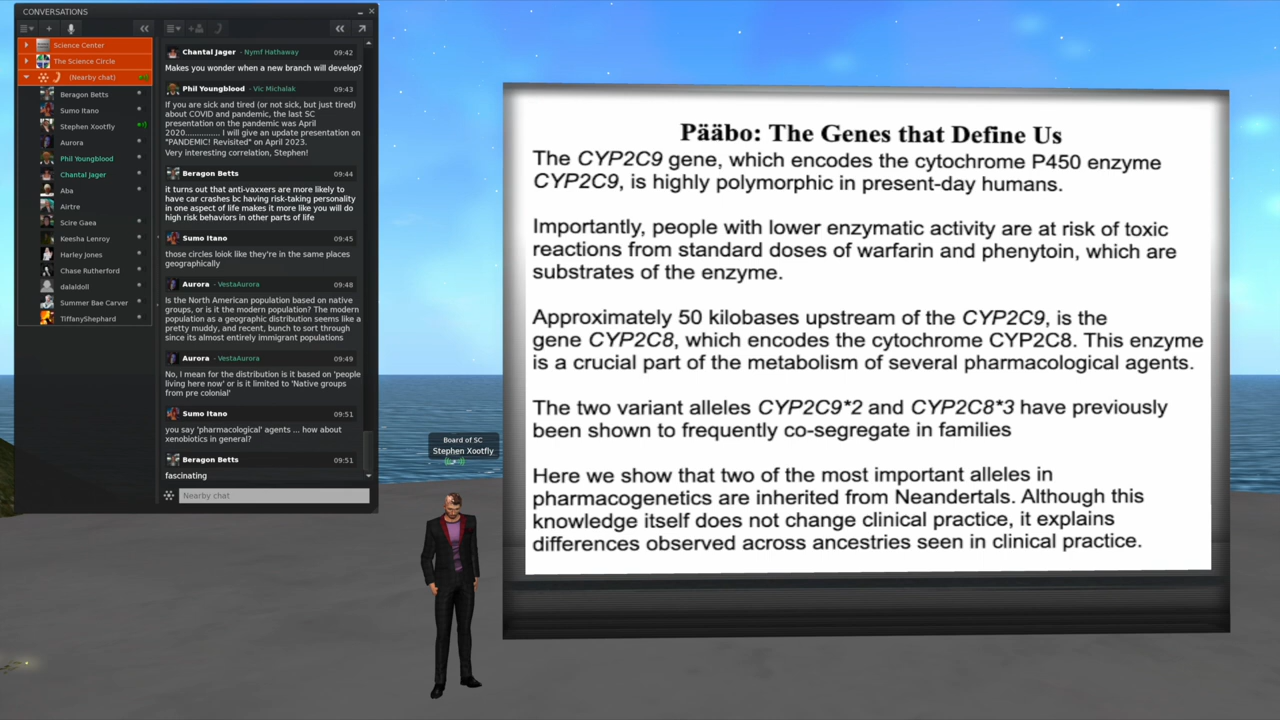 CONVERSATIONS
Science Center
The Science Circle
(Nearby chat)
Beragon Betts
Sumo Itano
Stephen Xootfly
Aurora
Phil Youngblood
Chantal Jager
Aba
Airtre
Scire Gaea
Keesha Lenroy
Harley Jones
Chase Rutherford
dalaldoll
Summer Bae Carver
TiffanyShephard
Chantal Jager - Nymf Hathaway 09:42
Makes you wonder when a new branch will develop?
Phil Youngblood - Vic Michalak 09:43
If you are sick and tired (or not sick, but just tired)
about COVID and pandemic, the last SC
presentation on the pandemic was April
2020............... I will give an update presentation on
"PANDEMIC! Revisited" on April 2023.
Very interesting correlation, Stephen!
Beragon Betts 09:44
it turns out that anti-vaxxers are more likely to
have car crashes bc having risk-taking personality
in one aspect of life makes it more like you will do
high risk behaviors in other parts of life
Sumo Itano 09:45
those circles loiok like they're in the same places
geographically
Aurora - VestaAurora 09:48
Is the North American population based on native
groups, or is it the modern population? The modern
population as a geographic distribution seems like a
pretty muddy, and recent, bunch to sort through
since its almost entirely immigrant populations
Aurora - VestaAurora 09:49
No, I mean for the distribution is it based on 'people
living here now' or is it limited to 'Native groups
from pre colonial'
Sumo Itano 09:51
you say 'pharmacological' agents ... how about
xenobiotics in general?
Beragon Betts 09:51
fascinating
Nearby chat
Board of SC
Stephen Xootfly
Pääbo: The Genes that Define Us
The CYP2C9 gene, which encodes the cytochrome P450 enzyme
CYP2C9, is highly polymorphic in present-day humans.
Importantly, people with lower enzymatic activity are at risk of toxic
reactions from standard doses of warfarin and phenytoin, which are
substrates of the enzyme.
Approximately 50 kilobases upstream of the CYP2C9, is the
gene CYP2C8, which encodes the cytochrome CYP2C8. This enzyme
is a crucial part of the metabolism of several pharmacological agents.
The two variant alleles CYP2C9*2 and CYP2C8*3 have previously
been shown to frequently co-segregate in families
Here we show that two of the most important alleles in
pharmacogenetics are inherited from Neandertals. Although this
knowledge itself does not change clinical practice, it explains
differences observed across ancestries seen in clinical practice.